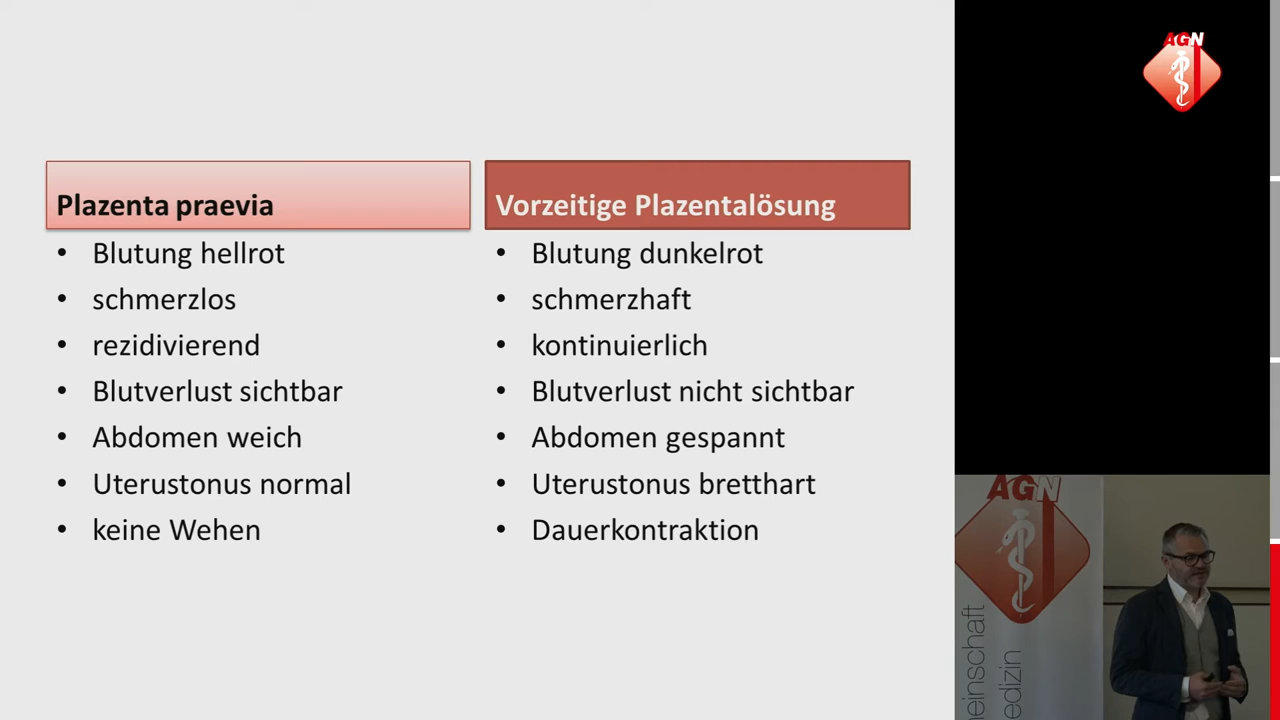 AGN
Plazenta praevia
• Blutung hellrot
• schmerzlos
• rezidivierend
• Blutverlust sichtbar
• Abdomen weich
• Uterustonus normal
• keine Wehen
Vorzeitige Plazentalösung
• Blutung dunkelrot
• schmerzhaft
• kontinuierlich
• Blutverlust nicht sichtbar
• Abdomen gespannt
• Uterustonus bretthart
• Dauerkontraktion
AGN
einschaft
edizin